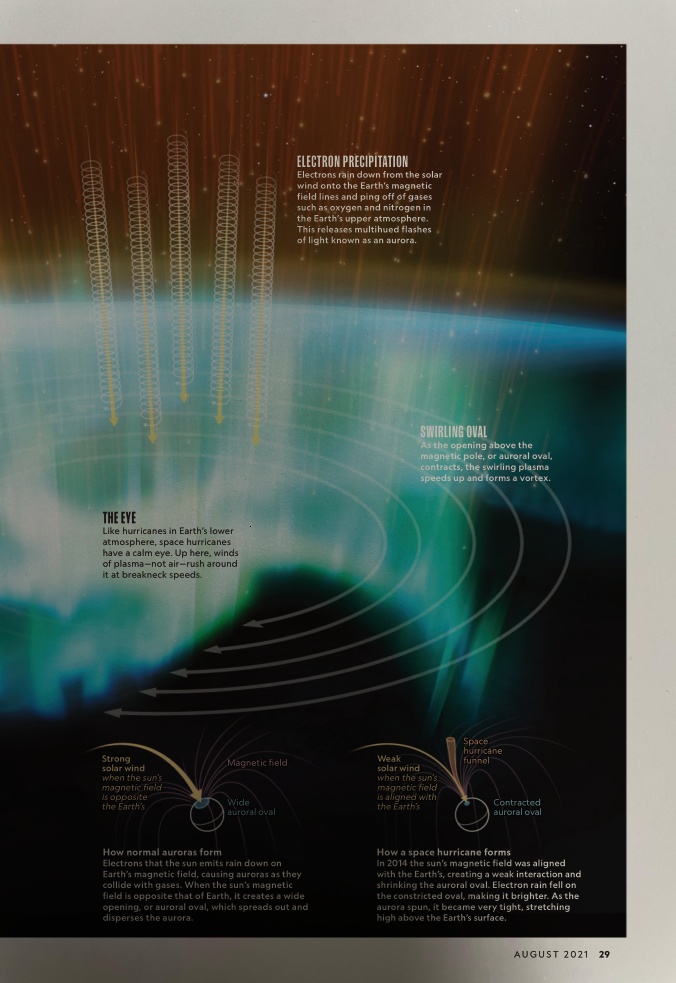 ELECTRON PRECIPITATION
Electrons rain down from the solar
wind onto the Earth's magnetic
field lines and ping off of gases
such as oxygen and nitrogen in
the Earth's upper atmosphere.
This releases multihued flashes
of light known as an aurora.
SWIRLING OVAL
As the opening above the
magnetic pole, or auroral oval,
contracts, the swirling plasma
speeds up and forms a vortex.
THE EYE
Like hurricanes in Earth's lower
atmosphere, space hurricanes
have a calm eye. Up here, winds
of plasma—not air—rush around
it at breakneck speeds.
Strong
solar wind
when the sun's
magnetic field
is opposite
the Earth's
Magnetic field
Wide
auroral oval
How normal auroras form
Electrons that the sun emits rain down on
Earth's magnetic field, causing auroras as they
collide with gases. When the sun's magnetic
field is opposite that of Earth, it creates a wide
opening, or auroral oval, which spreads out and
disperses the aurora.
Weak
solar wind
when the sun's
magnetic field
is aligned with
the Earth's
Space
hurricane
funnel
Contracted
auroral oval
How a space hurricane forms
In 2014 the sun's magnetic field was aligned
with the Earth's, creating a weak interaction and
shrinking the auroral oval. Electron rain fell on
the constricted oval, making it brighter. As the
aurora spun, it became very tight, stretching
high above the Earth's surface.
AUGUST 2021 29